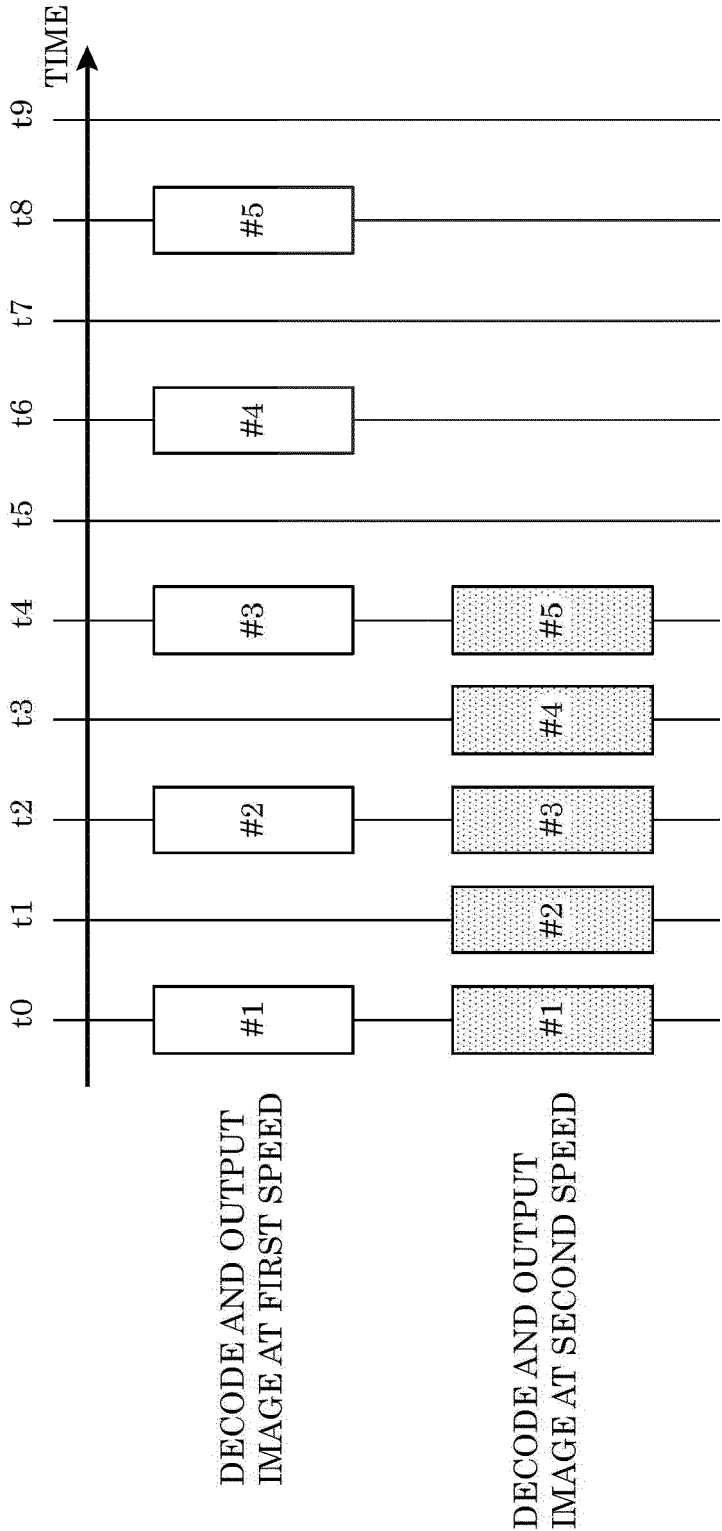 TIME
t0 t1 t2 t3 t4 t5 t6 t7 t8 t9
DECODE AND OUTPUT
IMAGE AT FIRST SPEED
#1 #2 #3 #4 #5
DECODE AND OUTPUT
IMAGE AT SECOND SPEED
#1 #2 #3 #4 #5